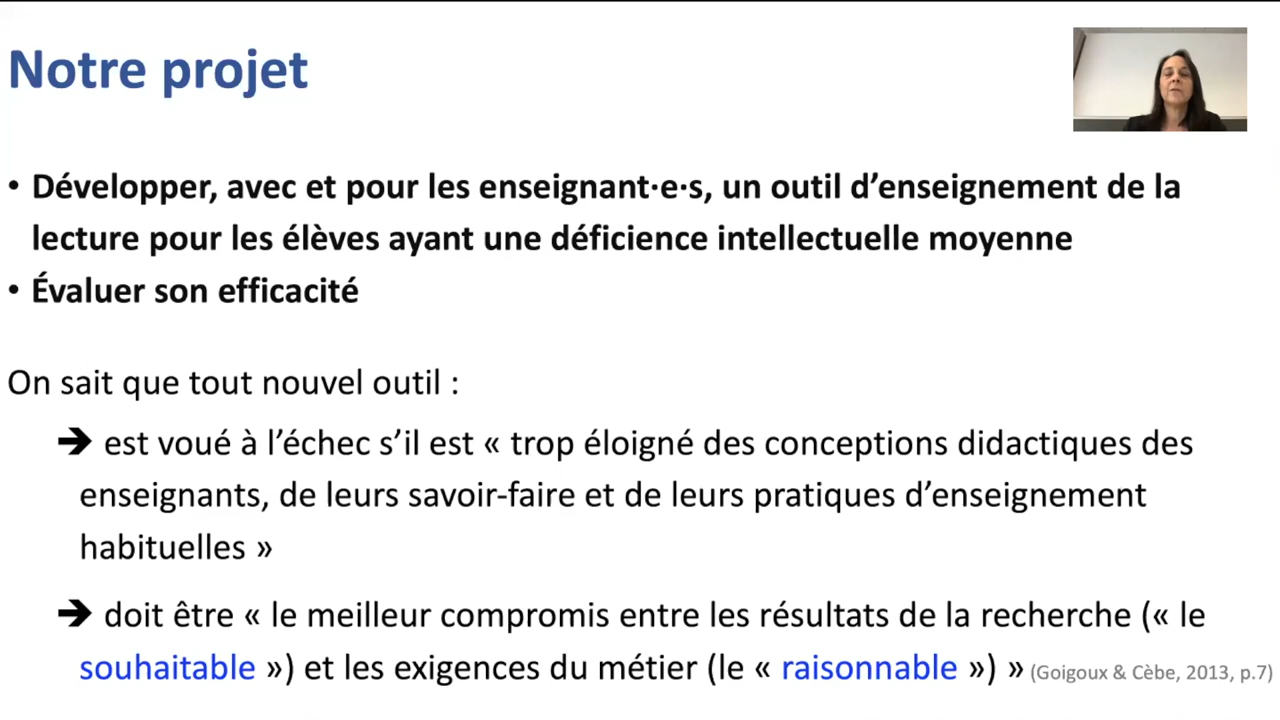 Notre projet
• Développer, avec et pour les enseignant·e·s, un outil d’enseignement de la
lecture pour les élèves ayant une déficience intellectuelle moyenne
• Évaluer son efficacité
On sait que tout nouvel outil :
➔ est voué à l’échec s’il est « trop éloigné des conceptions didactiques des
enseignants, de leurs savoir-faire et de leurs pratiques d’enseignement
habituelles »
➔ doit être « le meilleur compromis entre les résultats de la recherche (« le
souhaitable ») et les exigences du métier (le « raisonnable ») » (Goigoux & Cèbe, 2013, p.7)